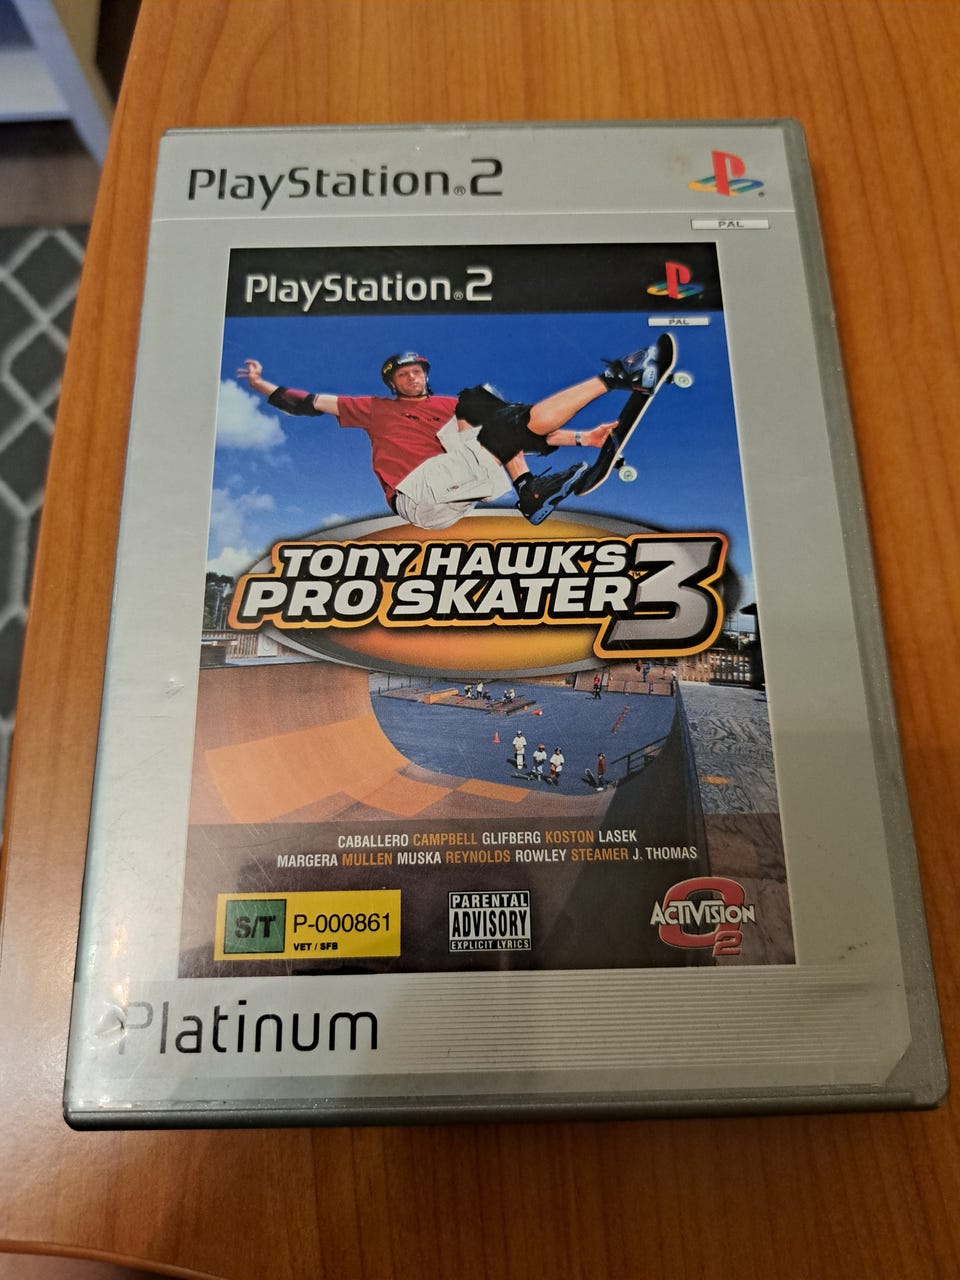 PlayStation®2
PAL
PlayStation®2
PAL
TONY HAWK'S
PRO SKATER™ 3
CABALLERO CAMPBELL GLIFBERG KOSTON LASEK
MARGERA MULLEN MUSKA REYNOLDS ROWLEY STEAMER J. THOMAS
S/T P-000861
VET / SFB
PARENTAL
ADVISORY
EXPLICIT LYRICS
ACTIVISION
O2
Platinum